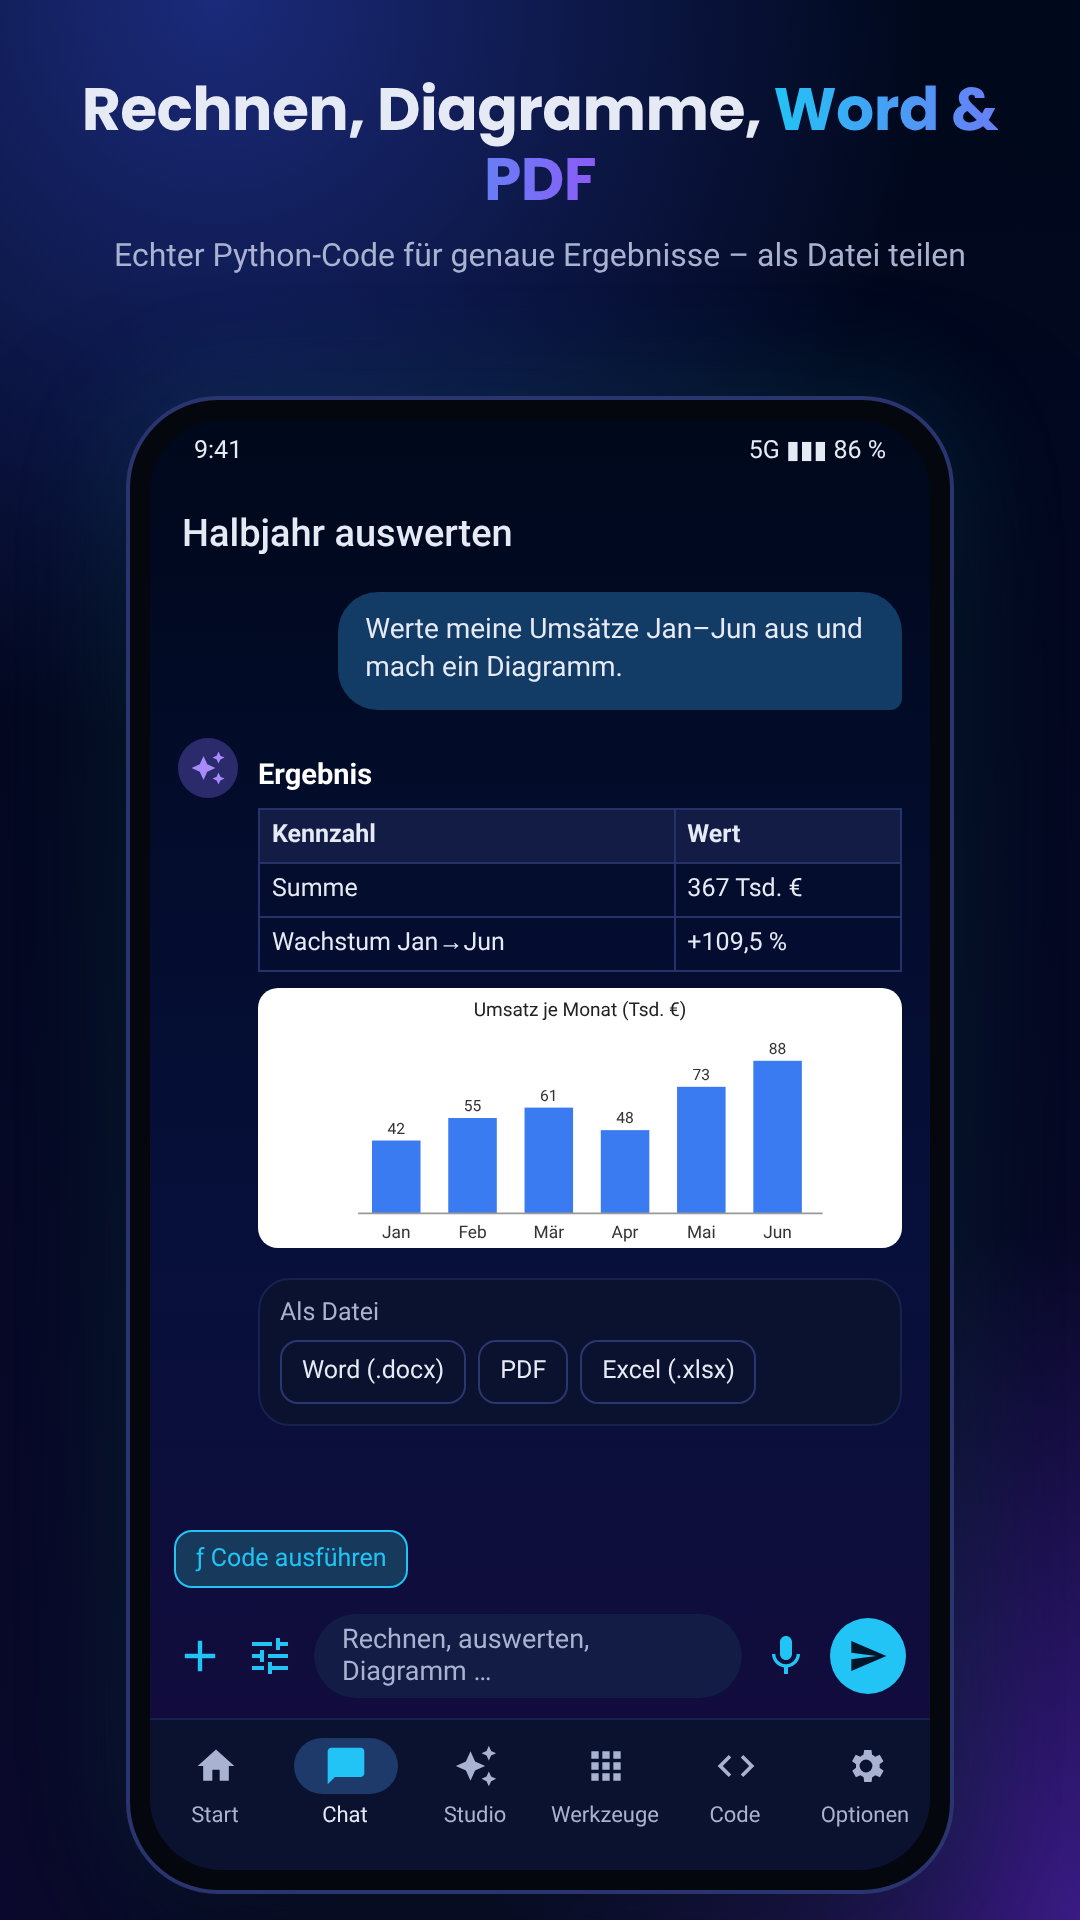 Rechnen, Diagramme, Word &
PDF
Echter Python-Code für genaue Ergebnisse – als Datei teilen
9:41
5G ▮▮▮ 86 %
Halbjahr auswerten
Werte meine Umsätze Jan–Jun aus und
mach ein Diagramm.
Ergebnis
Kennzahl Wert
Summe 367 Tsd. €
Wachstum Jan→Jun +109,5 %
Umsatz je Monat (Tsd. €)
42 55 61 48 73 88
Jan Feb Mär Apr Mai Jun
Als Datei
Word (.docx) PDF Excel (.xlsx)
ƒ Code ausführen
Rechnen, auswerten,
Diagramm …
Start Chat Studio Werkzeuge Code Optionen